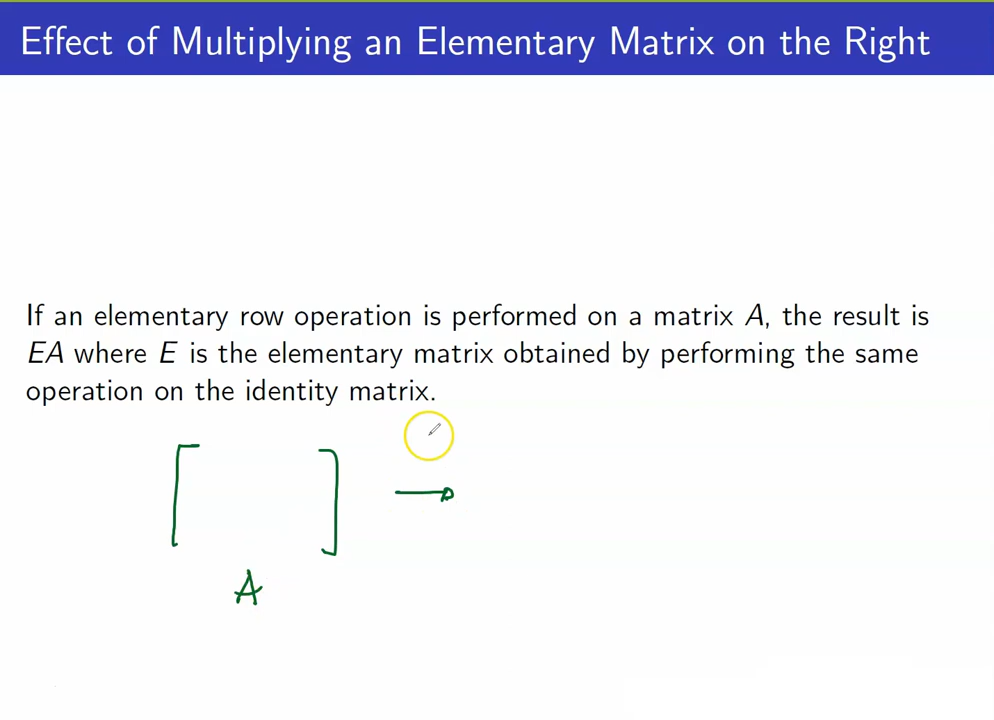 Effect of Multiplying an Elementary Matrix on the Right
If an elementary row operation is performed on a matrix A, the result is
EA where E is the elementary matrix obtained by performing the same
operation on the identity matrix.
[ ] →
A